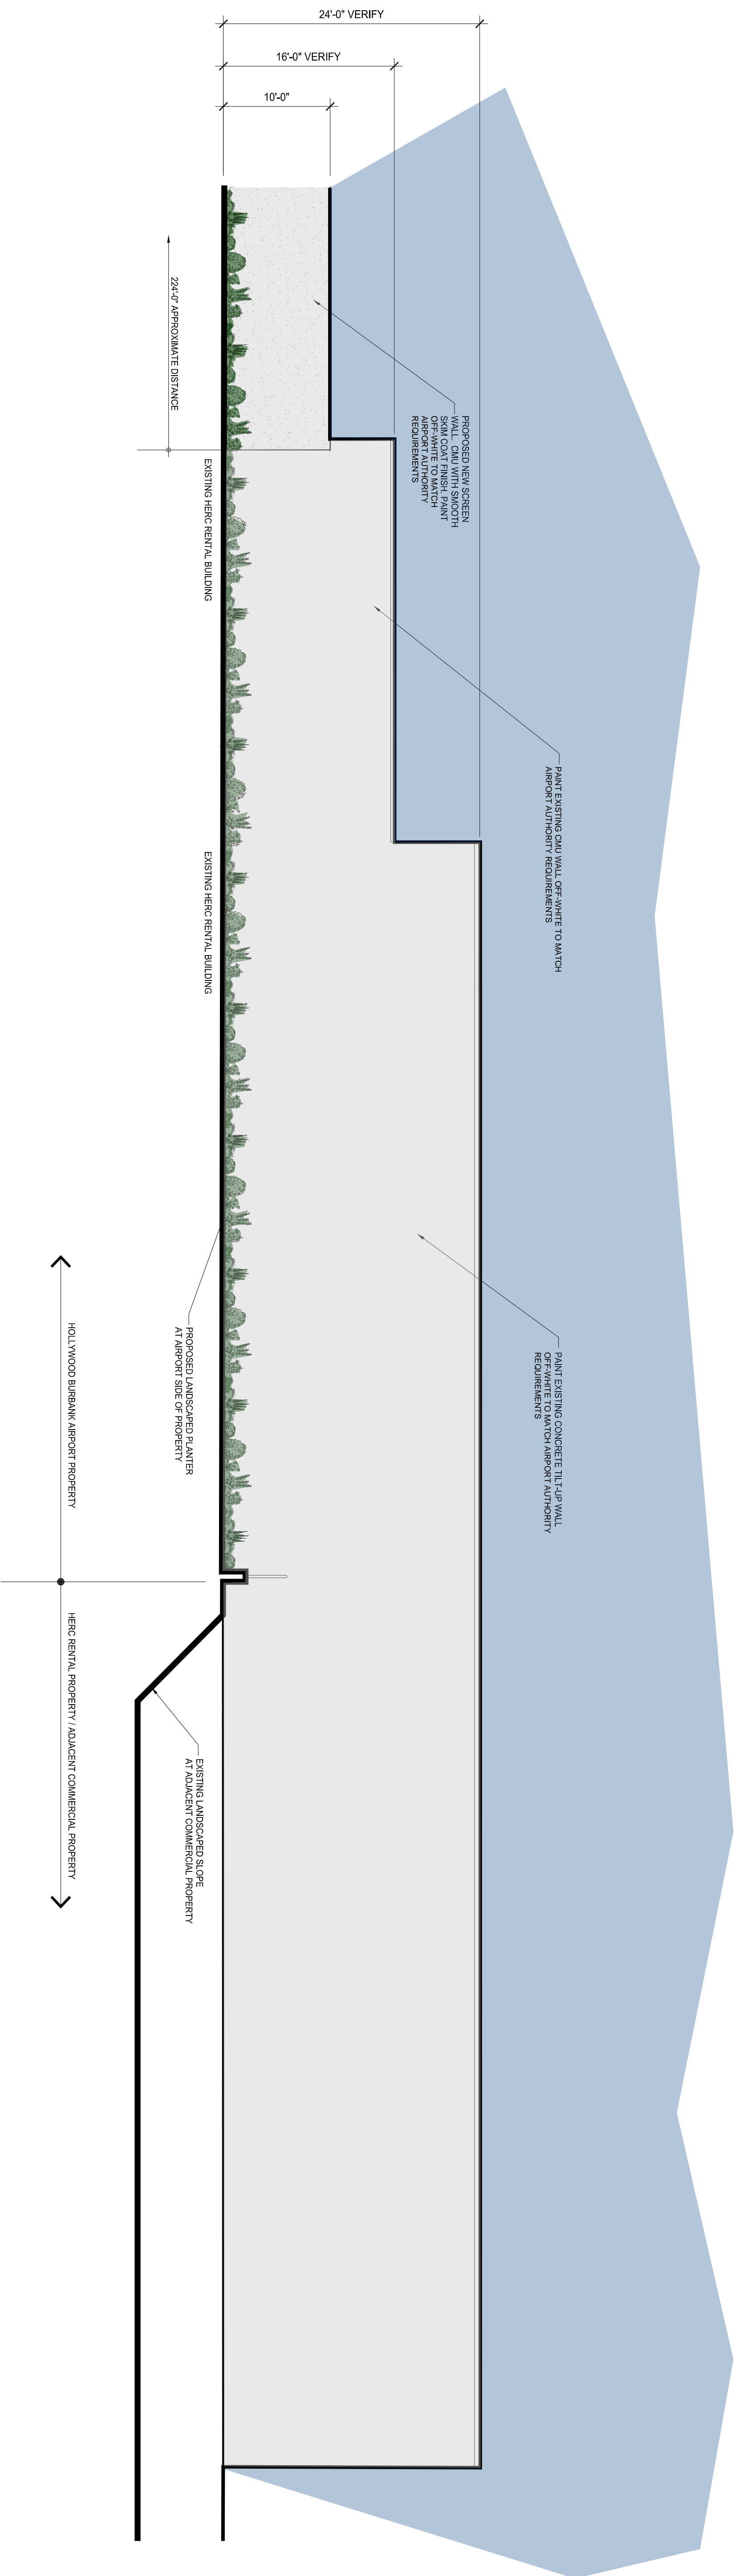 24'-0" VERIFY
16'-0" VERIFY
10'-0"
224'-0" APPROXIMATE DISTANCE
PROPOSED NEW SCREEN
WALL. CMU WITH SMOOTH
SKIM COAT FINISH. PAINT
OFF-WHITE TO MATCH
AIRPORT AUTHORITY
REQUIREMENTS
EXISTING HERC RENTAL BUILDING
PAINT EXISTING CMU WALL OFF-WHITE TO MATCH
AIRPORT AUTHORITY REQUIREMENTS
EXISTING HERC RENTAL BUILDING
PAINT EXISTING CONCRETE TILT-UP WALL
OFF-WHITE TO MATCH AIRPORT AUTHORITY
REQUIREMENTS
PROPOSED LANDSCAPED PLANTER
AT AIRPORT SIDE OF PROPERTY
HOLLYWOOD BURBANK AIRPORT PROPERTY
HERC RENTAL PROPERTY / ADJACENT COMMERCIAL PROPERTY
EXISTING LANDSCAPED SLOPE
AT ADJACENT COMMERCIAL PROPERTY